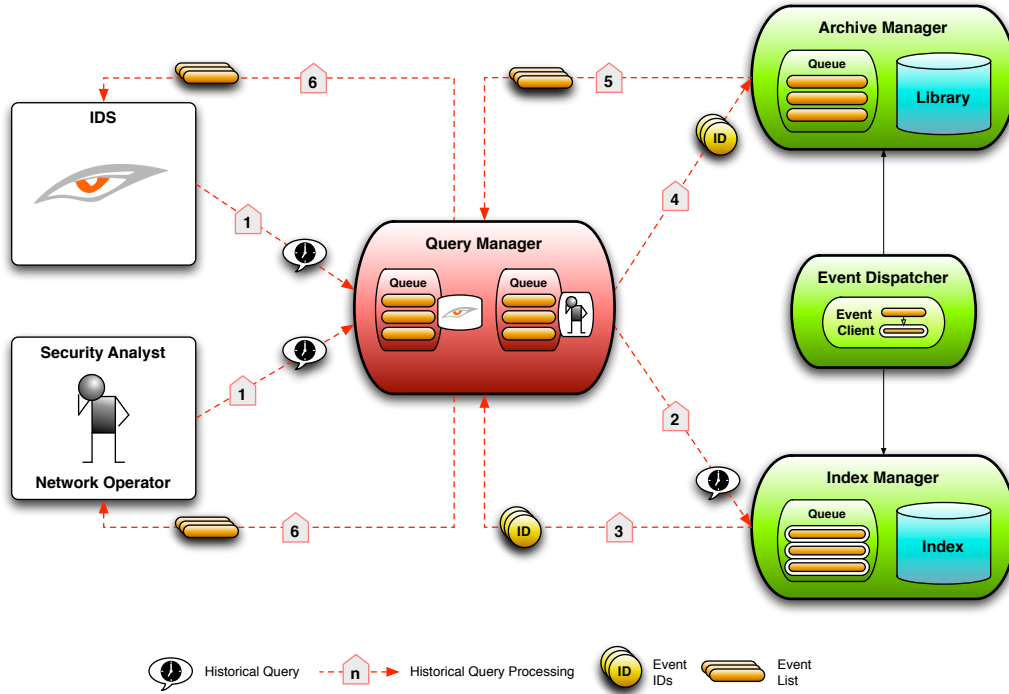 Archive Manager
Queue
Library
6
5
IDS
ID
4
1
Query Manager
Queue
Queue
Event Dispatcher
Event
Client
Security Analyst
1
Network Operator
2
Index Manager
Queue
Index
6
ID
3
Historical Query
n
Historical Query Processing
ID
Event
IDs
Event
List